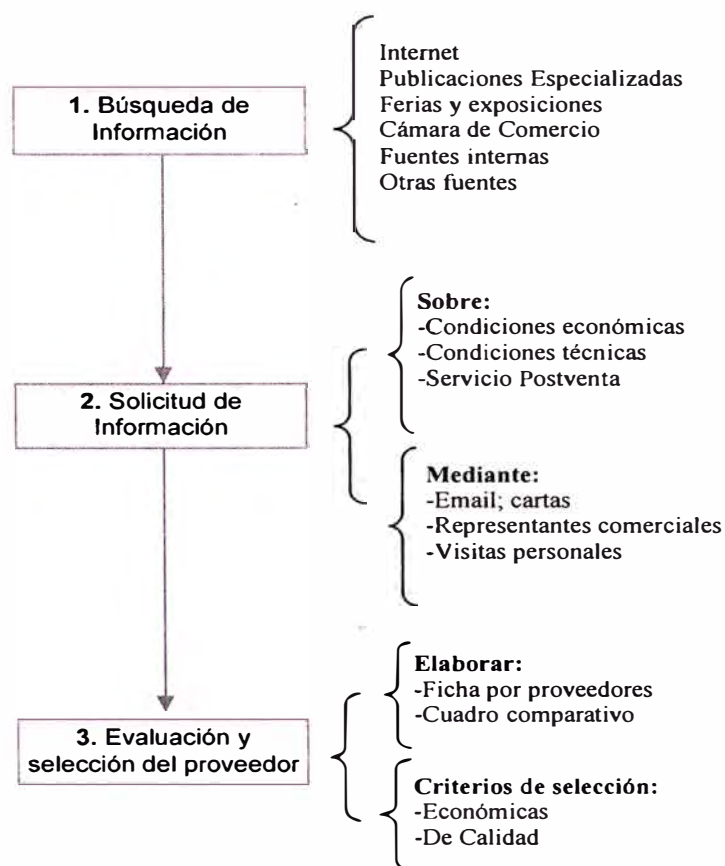 1. Búsqueda de
Información
Internet
Publicaciones Especializadas
Ferias y exposiciones
Cámara de Comercio
Fuentes internas
Otras fuentes
2. Solicitud de
Información
Sobre:
-Condiciones económicas
-Condiciones técnicas
-Servicio Postventa
Mediante:
-Email; cartas
-Representantes comerciales
-Visitas personales
3. Evaluación y
selección del proveedor
Elaborar:
-Ficha por proveedores
-Cuadro comparativo
Criterios de selección:
-Económicas
-De Calidad